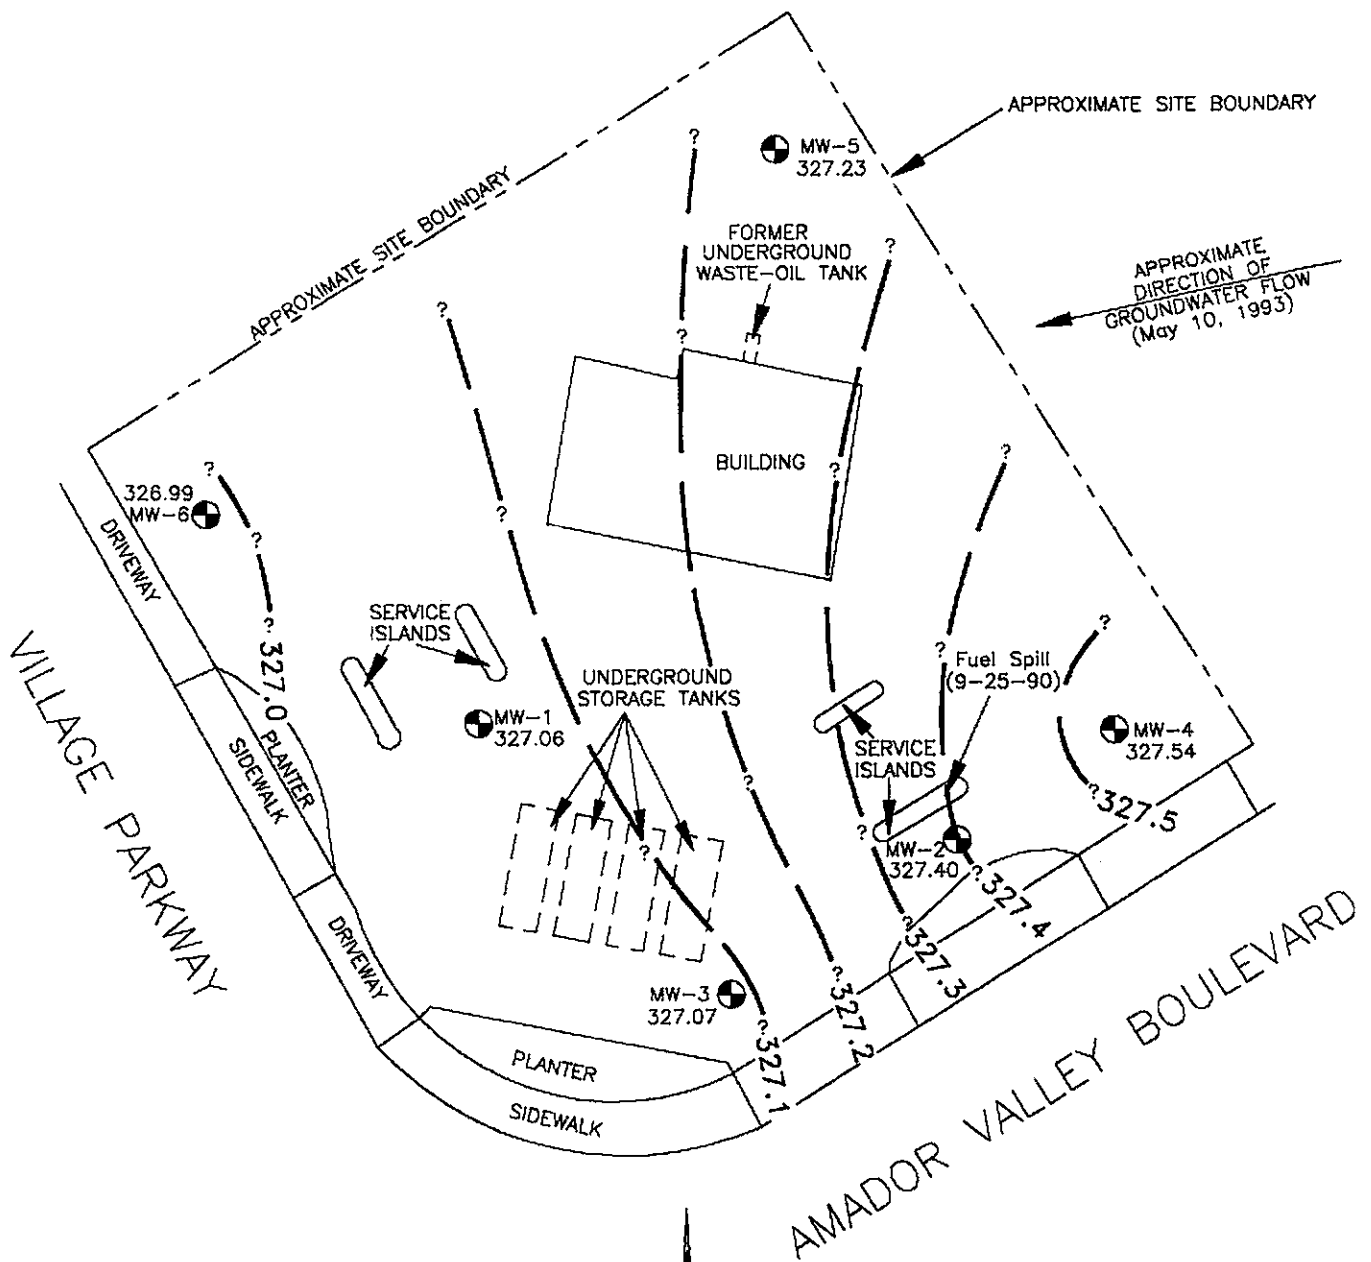 APPROXIMATE SITE BOUNDARY
?
MW-5
327.23
APPROXIMATE SITE BOUNDARY
FORMER
UNDERGROUND
WASTE-OIL TANK
?
APPROXIMATE
DIRECTION OF
GROUNDWATER FLOW
(May 10, 1993)
?
?
BUILDING
?
?
?
326.99
MW-6
?
?
DRIVEWAY
SERVICE
ISLANDS
?
327.0
?
?
Fuel Spill
(9-25-90)
UNDERGROUND
STORAGE TANKS
MW-1
327.06
MW-4
327.54
SERVICE
ISLANDS
VILLAGE PARKWAY
SIDEWALK
PLANTER
?
?
327.5
?
?
MW-2
327.40
?
327.4
?
327.3
DRIVEWAY
MW-3
327.07
?
327.2
?
327.1
PLANTER
SIDEWALK
AMADOR VALLEY BOULEVARD